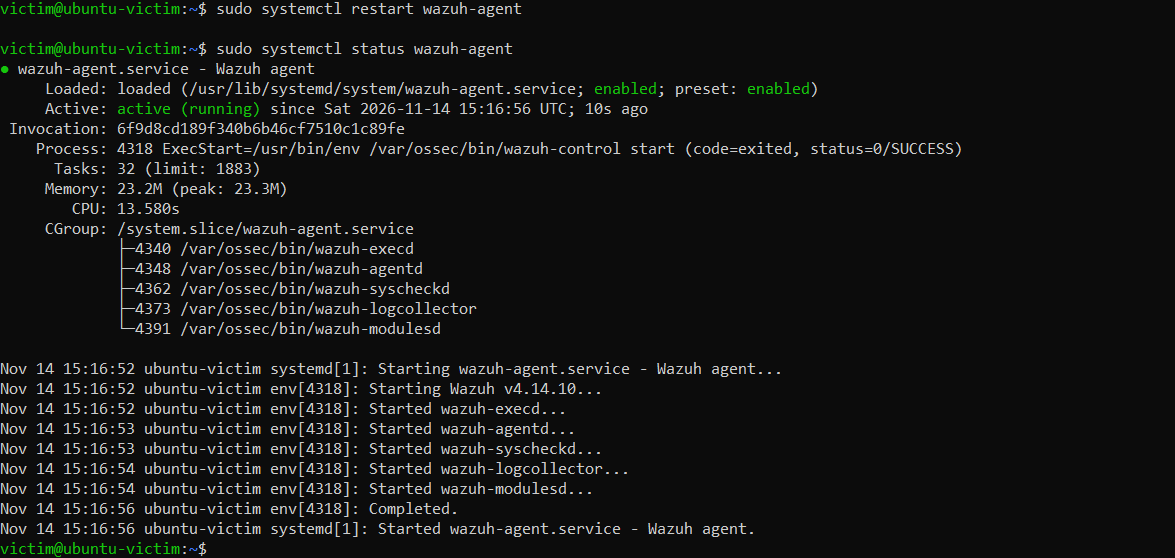 victim@ubuntu-victim:~$ sudo systemctl restart wazuh-agent
victim@ubuntu-victim:~$ sudo systemctl status wazuh-agent
● wazuh-agent.service - Wazuh agent
Loaded: loaded (/usr/lib/systemd/system/wazuh-agent.service; enabled; preset: enabled)
Active: active (running) since Sat 2026-11-14 15:16:56 UTC; 10s ago
Invocation: 6f9d8cd189f340b6b46cf7510c1c89fe
Process: 4318 ExecStart=/usr/bin/env /var/ossec/bin/wazuh-control start (code=exited, status=0/SUCCESS)
Tasks: 32 (limit: 1883)
Memory: 23.2M (peak: 23.3M)
CPU: 13.580s
CGroup: /system.slice/wazuh-agent.service
├─4340 /var/ossec/bin/wazuh-execd
├─4348 /var/ossec/bin/wazuh-agentd
├─4362 /var/ossec/bin/wazuh-syscheckd
├─4373 /var/ossec/bin/wazuh-logcollector
└─4391 /var/ossec/bin/wazuh-modulesd
Nov 14 15:16:52 ubuntu-victim systemd[1]: Starting wazuh-agent.service - Wazuh agent...
Nov 14 15:16:52 ubuntu-victim env[4318]: Starting Wazuh v4.14.10...
Nov 14 15:16:52 ubuntu-victim env[4318]: Started wazuh-execd...
Nov 14 15:16:53 ubuntu-victim env[4318]: Started wazuh-agentd...
Nov 14 15:16:53 ubuntu-victim env[4318]: Started wazuh-syscheckd...
Nov 14 15:16:54 ubuntu-victim env[4318]: Started wazuh-logcollector...
Nov 14 15:16:54 ubuntu-victim env[4318]: Started wazuh-modulesd...
Nov 14 15:16:56 ubuntu-victim env[4318]: Completed.
Nov 14 15:16:56 ubuntu-victim systemd[1]: Started wazuh-agent.service - Wazuh agent.
victim@ubuntu-victim:~$